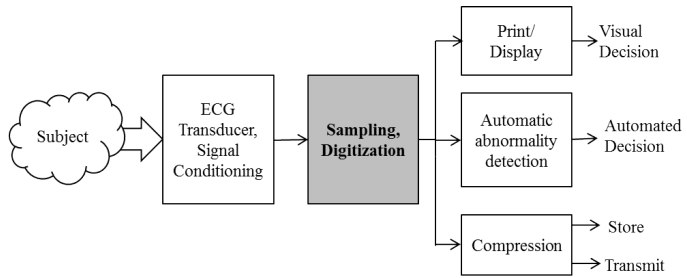 Subject
ECG
Transducer,
Signal
Conditioning
Sampling,
Digitization
Print/
Display
Visual
Decision
Automatic
abnormality
detection
Automated
Decision
Compression
Store
Transmit